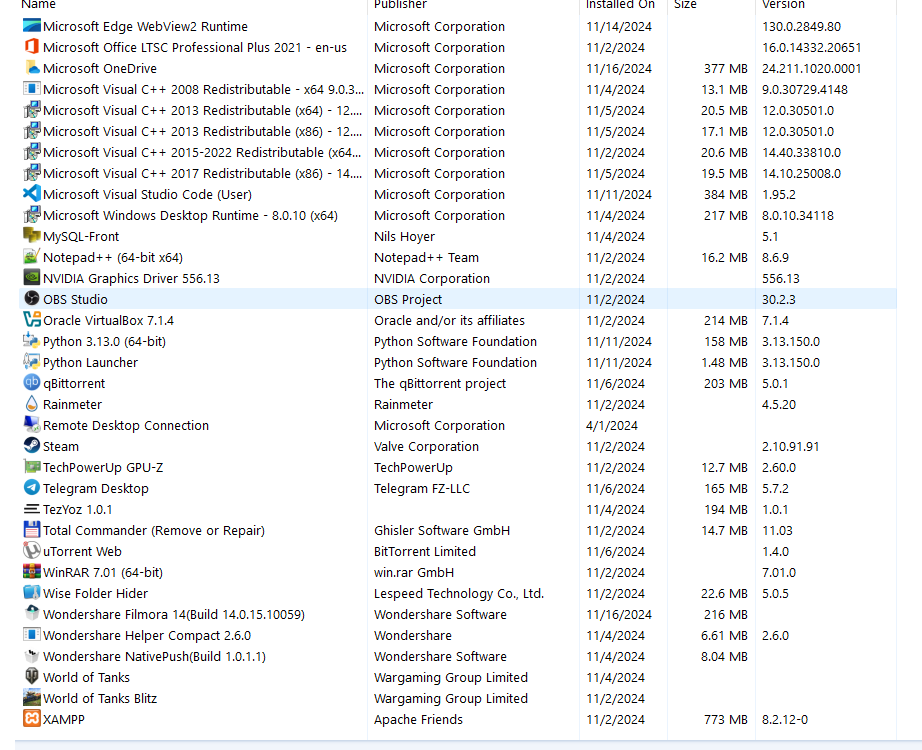 Name Publisher Installed On Size Version
Microsoft Edge WebView2 Runtime Microsoft Corporation 11/14/2024 130.0.2849.80
Microsoft Office LTSC Professional Plus 2021 - en-us Microsoft Corporation 11/2/2024 16.0.14332.20651
Microsoft OneDrive Microsoft Corporation 11/16/2024 377 MB 24.211.1020.0001
Microsoft Visual C++ 2008 Redistributable - x64 9.0.3... Microsoft Corporation 11/4/2024 13.1 MB 9.0.30729.4148
Microsoft Visual C++ 2013 Redistributable (x64) - 12.... Microsoft Corporation 11/5/2024 20.5 MB 12.0.30501.0
Microsoft Visual C++ 2013 Redistributable (x86) - 12.... Microsoft Corporation 11/5/2024 17.1 MB 12.0.30501.0
Microsoft Visual C++ 2015-2022 Redistributable (x64... Microsoft Corporation 11/2/2024 20.6 MB 14.40.33810.0
Microsoft Visual C++ 2017 Redistributable (x86) - 14.... Microsoft Corporation 11/5/2024 19.5 MB 14.10.25008.0
Microsoft Visual Studio Code (User) Microsoft Corporation 11/11/2024 384 MB 1.95.2
Microsoft Windows Desktop Runtime - 8.0.10 (x64) Microsoft Corporation 11/4/2024 217 MB 8.0.10.34118
MySQL-Front Nils Hoyer 11/4/2024 5.1
Notepad++ (64-bit x64) Notepad++ Team 11/2/2024 16.2 MB 8.6.9
NVIDIA Graphics Driver 556.13 NVIDIA Corporation 11/2/2024 556.13
OBS Studio OBS Project 11/2/2024 30.2.3
Oracle VirtualBox 7.1.4 Oracle and/or its affiliates 11/2/2024 214 MB 7.1.4
Python 3.13.0 (64-bit) Python Software Foundation 11/11/2024 158 MB 3.13.150.0
Python Launcher Python Software Foundation 11/11/2024 1.48 MB 3.13.150.0
qb qBittorrent The qBittorrent project 11/6/2024 203 MB 5.0.1
Rainmeter Rainmeter 11/2/2024 4.5.20
Remote Desktop Connection Microsoft Corporation 4/1/2024
Steam Valve Corporation 11/2/2024 2.10.91.91
TechPowerUp GPU-Z TechPowerUp 11/2/2024 12.7 MB 2.60.0
Telegram Desktop Telegram FZ-LLC 11/6/2024 165 MB 5.7.2
TezYoz 1.0.1 11/4/2024 194 MB 1.0.1
Total Commander (Remove or Repair) Ghisler Software GmbH 11/2/2024 14.7 MB 11.03
uTorrent Web BitTorrent Limited 11/6/2024 1.4.0
WinRAR 7.01 (64-bit) win.rar GmbH 11/2/2024 7.01.0
Wise Folder Hider Lespeed Technology Co., Ltd. 11/2/2024 22.6 MB 5.0.5
Wondershare Filmora 14(Build 14.0.15.10059) Wondershare Software 11/16/2024 216 MB
Wondershare Helper Compact 2.6.0 Wondershare 11/4/2024 6.61 MB 2.6.0
Wondershare NativePush(Build 1.0.1.1) Wondershare Software 11/4/2024 8.04 MB
World of Tanks Wargaming Group Limited 11/4/2024
World of Tanks Blitz Wargaming Group Limited 11/2/2024
XAMPP Apache Friends 11/2/2024 773 MB 8.2.12-0